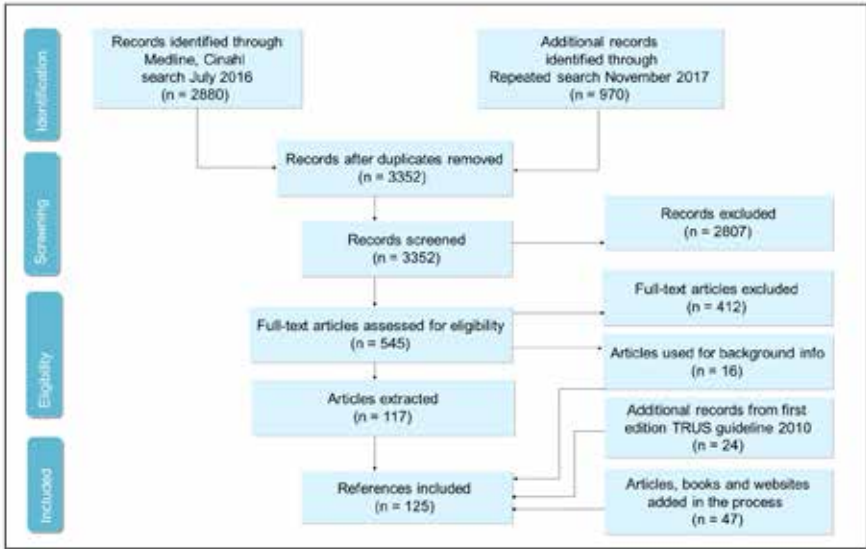 Identification
Records identified through
Medline, Cinahl
search July 2016
(n = 2880)
Additional records
identified through
Repeated search November 2017
(n = 970)
Screening
Records after duplicates removed
(n = 3352)
Records screened
(n = 3352)
Records excluded
(n = 2807)
Eligibility
Full-text articles assessed for eligibility
(n = 545)
Full-text articles excluded
(n = 412)
Articles used for background info
(n = 16)
Articles extracted
(n = 117)
Additional records from first
edition TRUS guideline 2010
(n = 24)
Included
References included
(n = 125)
Articles, books and websites
added in the process
(n = 47)